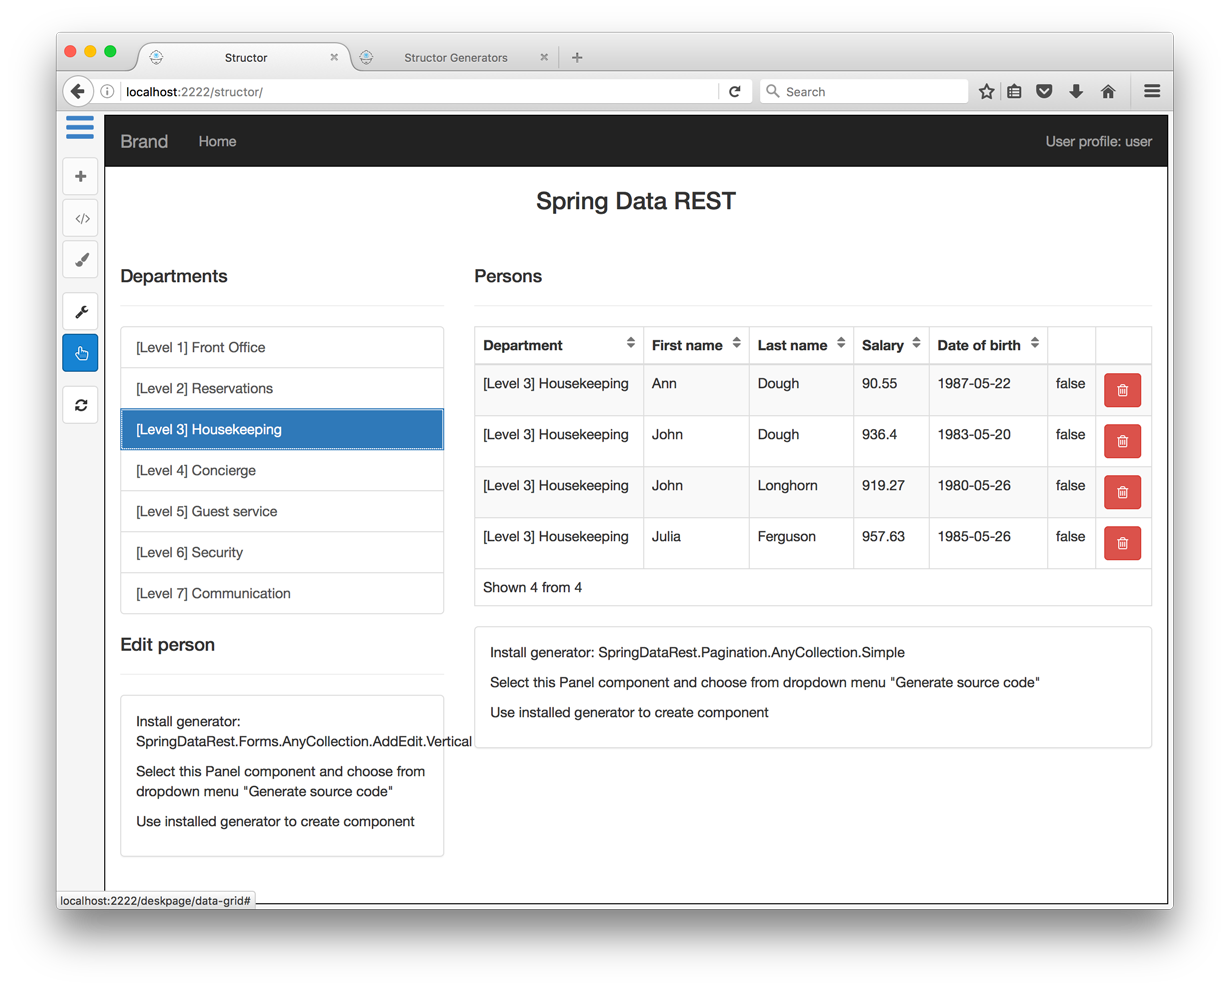 Structor
Structor Generators
localhost:2222/structor/
Search
Brand
Home
User profile: user
Spring Data REST
Departments
[Level 1] Front Office
[Level 2] Reservations
[Level 3] Housekeeping
[Level 4] Concierge
[Level 5] Guest service
[Level 6] Security
[Level 7] Communication
Edit person
Install generator:
SpringDataRest.Forms.AnyCollection.AddEdit.Vertical
Select this Panel component and choose from
dropdown menu "Generate source code"
Use installed generator to create component
Persons
Department First name Last name Salary Date of birth
[Level 3] Housekeeping Ann Dough 90.55 1987-05-22 false
[Level 3] Housekeeping John Dough 936.4 1983-05-20 false
[Level 3] Housekeeping John Longhorn 919.27 1980-05-26 false
[Level 3] Housekeeping Julia Ferguson 957.63 1985-05-26 false
Shown 4 from 4
Install generator: SpringDataRest.Pagination.AnyCollection.Simple
Select this Panel component and choose from dropdown menu "Generate source code"
Use installed generator to create component
localhost:2222/deskpage/data-grid#